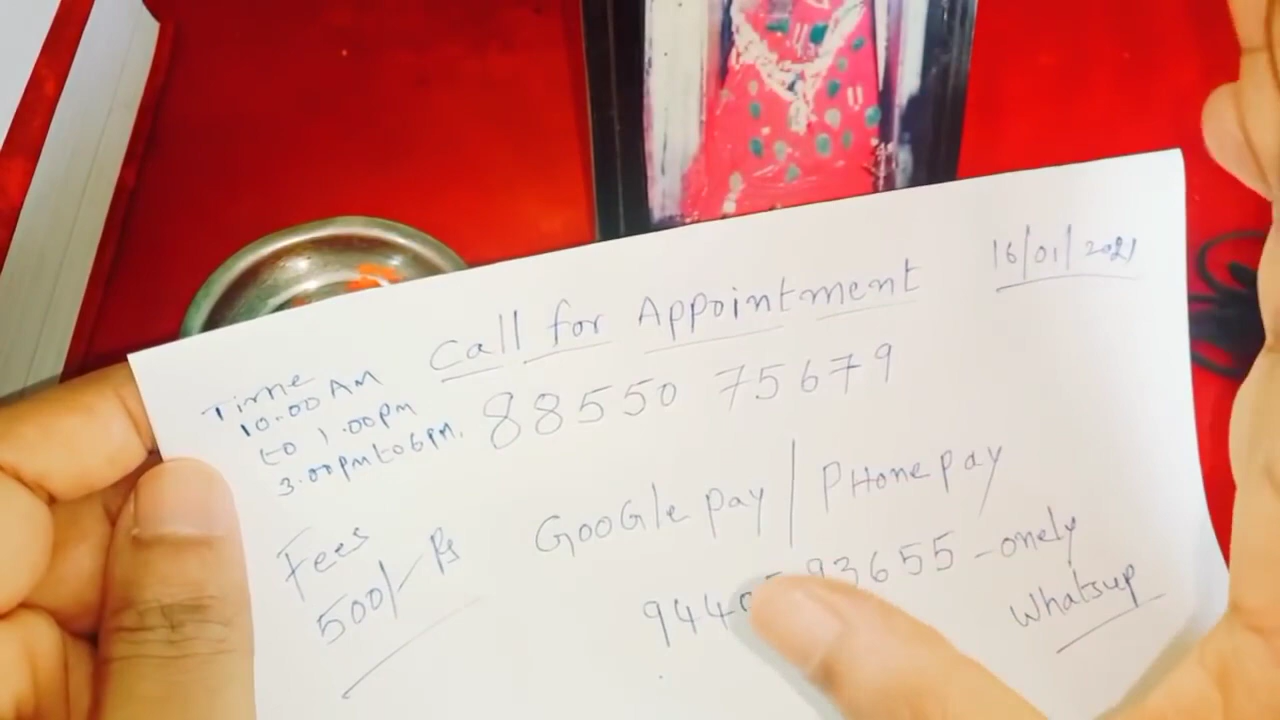 16/01/2021
Call for Appointment
Time
10.00 AM
to 1.00pm
3.00pm to 6pm.
88550 75679
Google pay / PHone pay
Fees
500/- Rs
944 93655 - onely
Whatsup